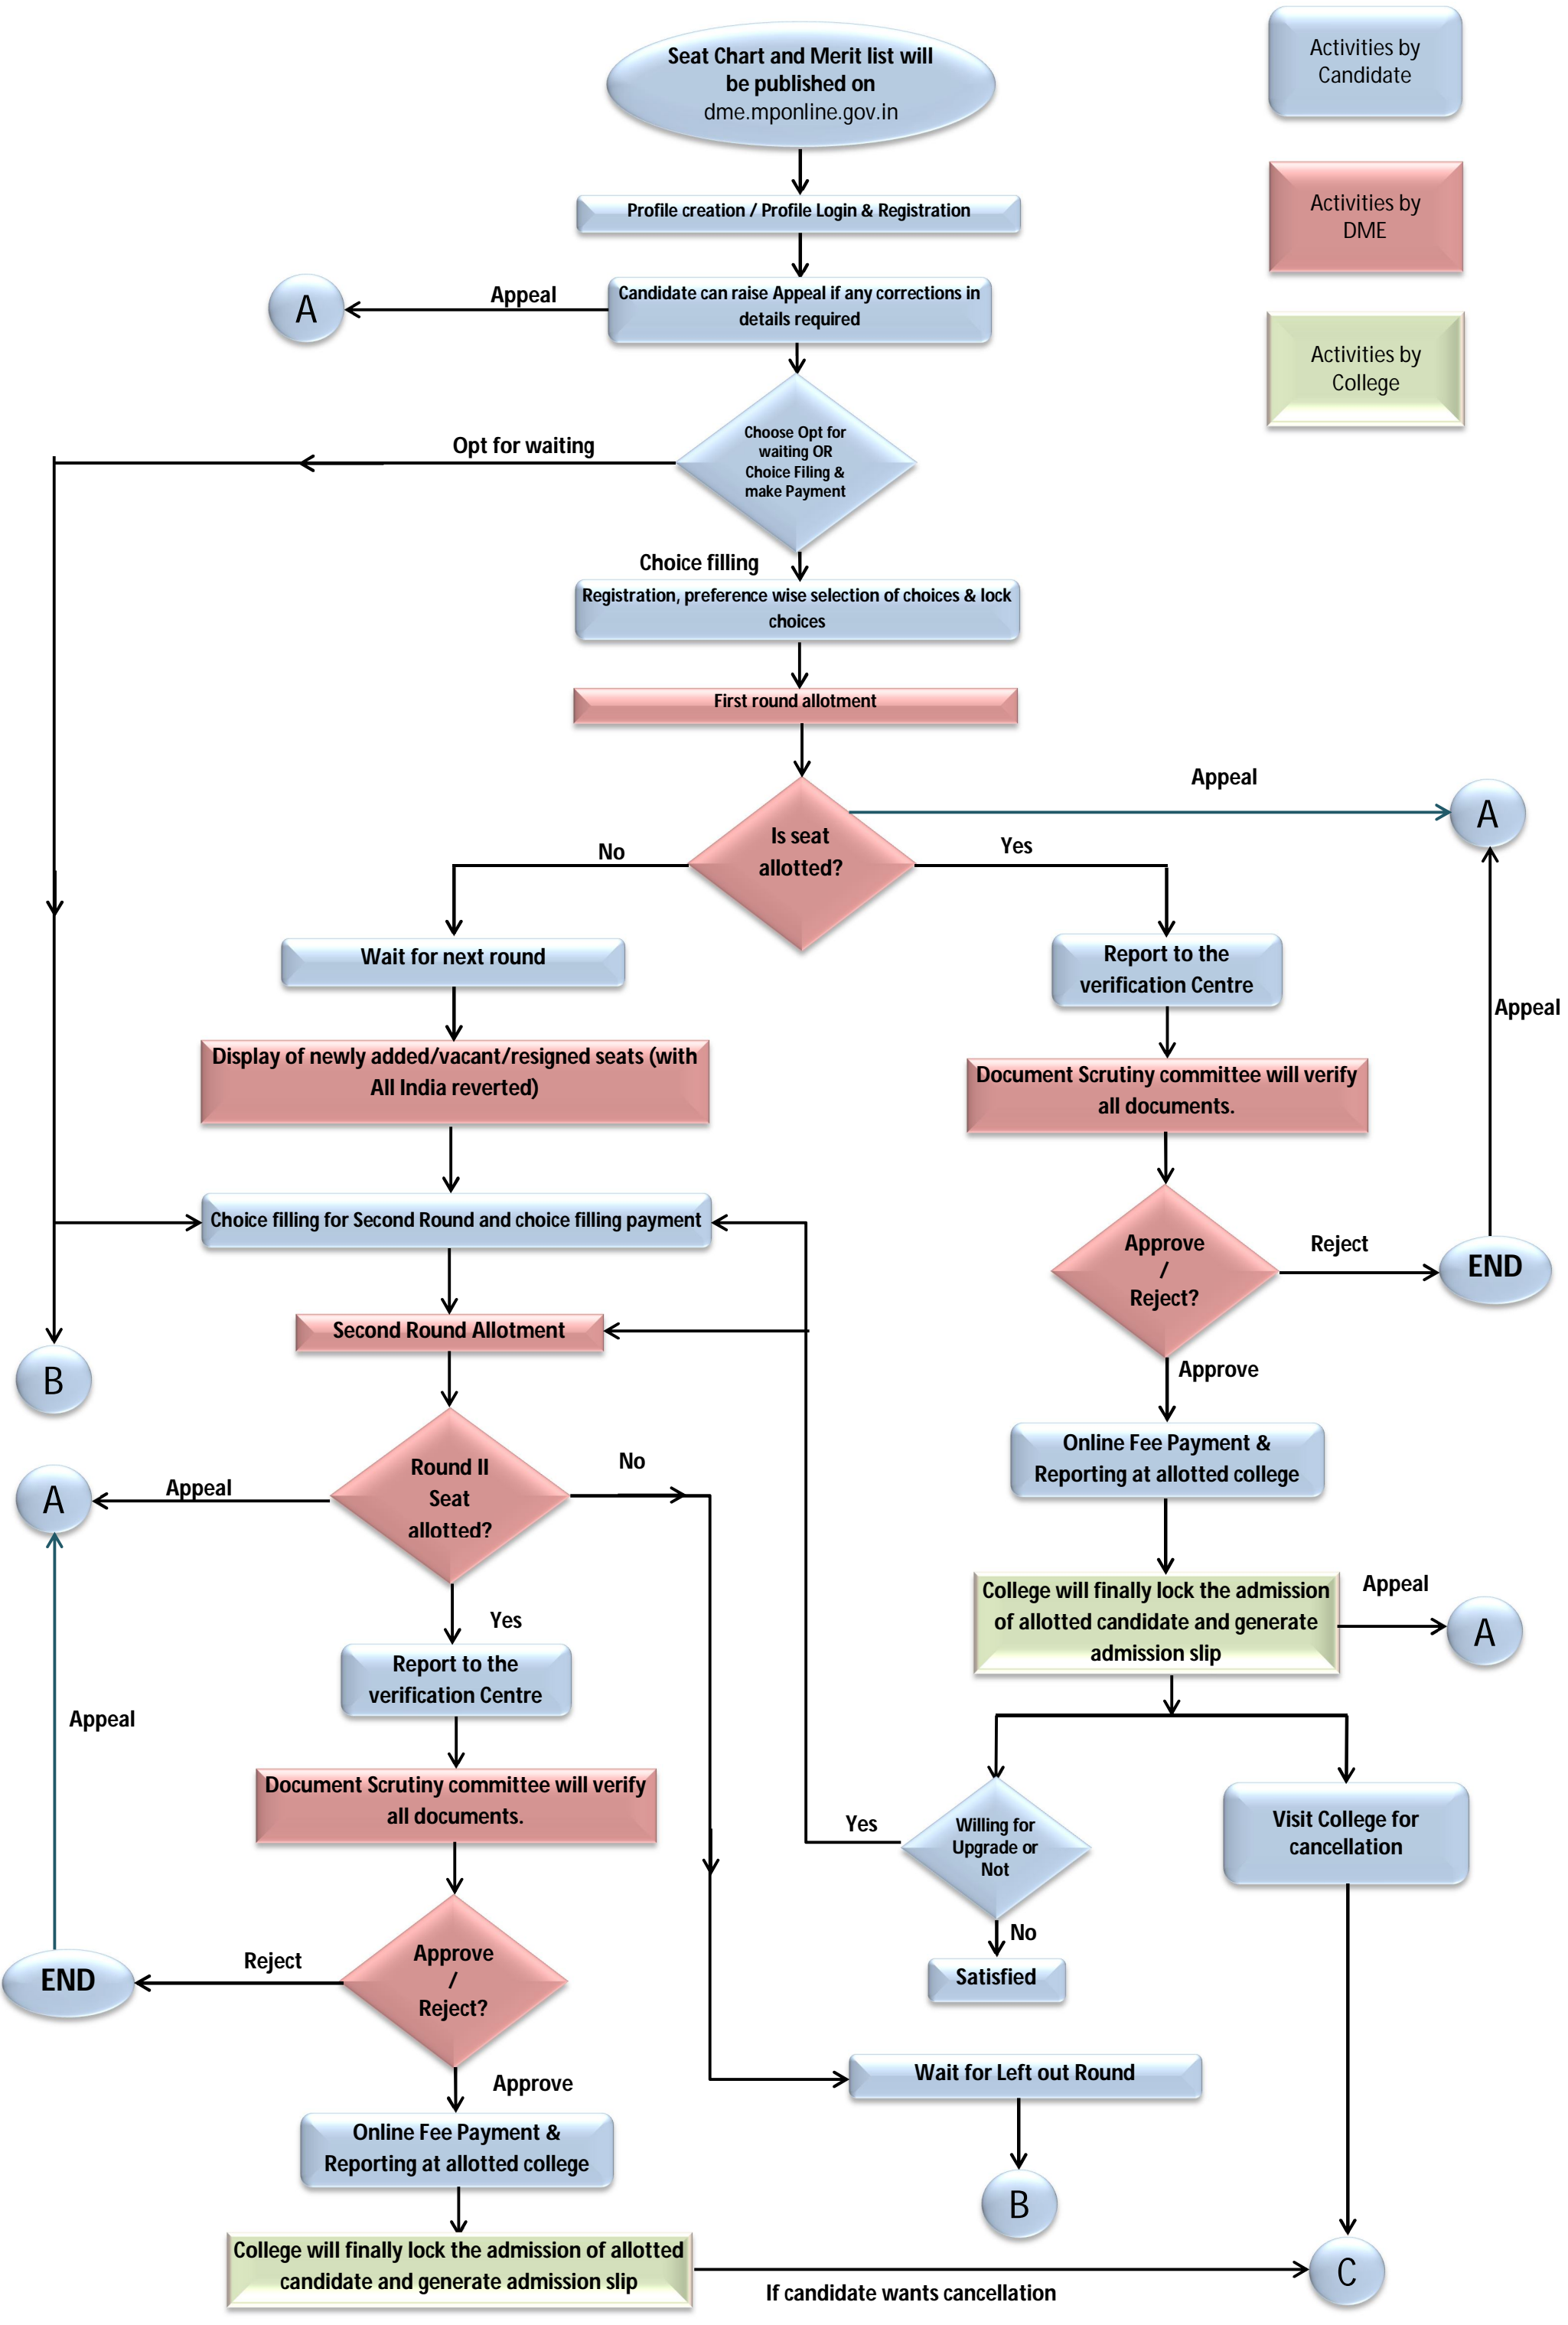 Seat Chart and Merit list will
be published on
dme.mponline.gov.in
Activities by
Candidate
Profile creation / Profile Login & Registration
Activities by
DME
Appeal
A
Candidate can raise Appeal if any corrections in
details required
Activities by
College
Opt for waiting
Choose Opt for
waiting OR
Choice Filing &
make Payment
Choice filling
Registration, preference wise selection of choices & lock
choices
First round allotment
Appeal
A
Is seat
allotted?
No
Yes
Wait for next round
Report to the
verification Centre
Appeal
Display of newly added/vacant/resigned seats (with
All India reverted)
Document Scrutiny committee will verify
all documents.
Choice filling for Second Round and choice filling payment
Approve
/
Reject?
Reject
END
Second Round Allotment
B
Approve
Round II
Seat
allotted?
No
Appeal
A
Online Fee Payment &
Reporting at allotted college
Yes
College will finally lock the admission
of allotted candidate and generate
admission slip
Appeal
A
Report to the
verification Centre
Appeal
Document Scrutiny committee will verify
all documents.
Yes
Willing for
Upgrade or
Not
Visit College for
cancellation
No
Satisfied
Approve
/
Reject?
Reject
END
Approve
Wait for Left out Round
Online Fee Payment &
Reporting at allotted college
B
College will finally lock the admission of allotted
candidate and generate admission slip
If candidate wants cancellation
C